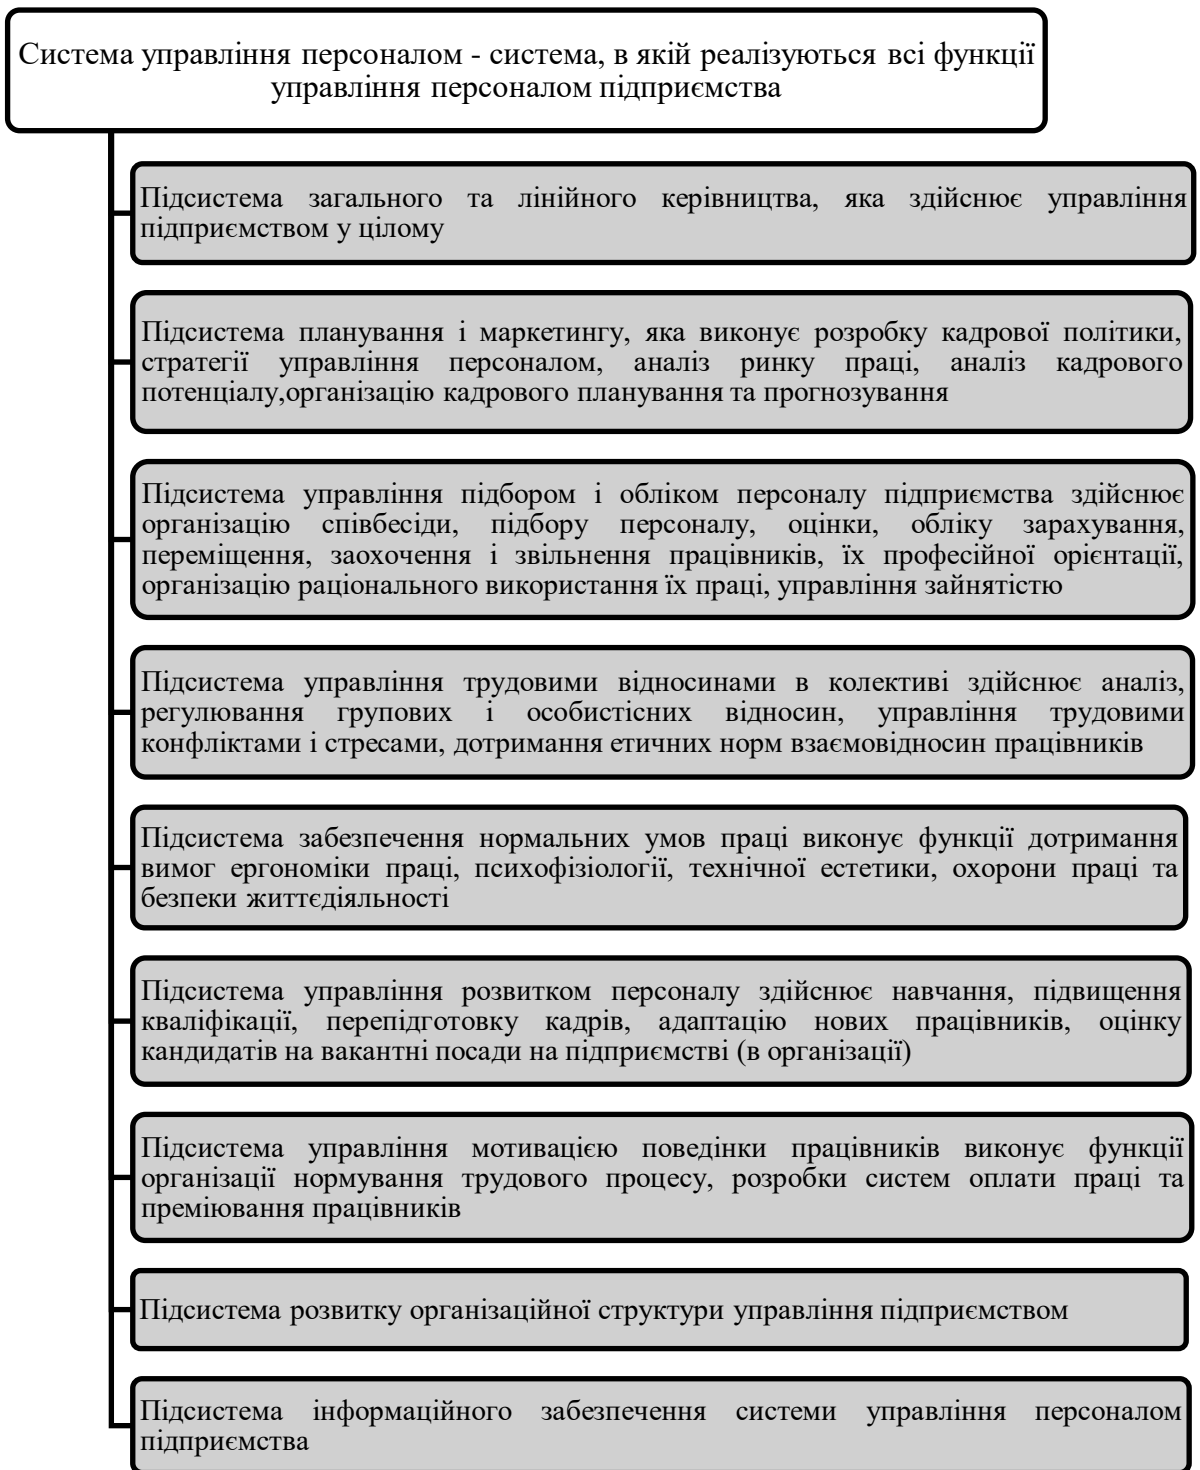 Система управління персоналом - система, в якій реалізуються всі функції
управління персоналом підприємства
Підсистема загального та лінійного керівництва, яка здійснює управління
підприємством у цілому
Підсистема планування і маркетингу, яка виконує розробку кадрової політики,
стратегії управління персоналом, аналіз ринку праці, аналіз кадрового
потенціалу,організацію кадрового планування та прогнозування
Підсистема управління підбором і обліком персоналу підприємства здійснює
організацію співбесіди, підбору персоналу, оцінки, обліку зарахування,
переміщення, заохочення і звільнення працівників, їх професійної орієнтації,
організацію раціонального використання їх праці, управління зайнятістю
Підсистема управління трудовими відносинами в колективі здійснює аналіз,
регулювання групових і особистісних відносин, управління трудовими
конфліктами і стресами, дотримання етичних норм взаємовідносин працівників
Підсистема забезпечення нормальних умов праці виконує функції дотримання
вимог ергономіки праці, психофізіології, технічної естетики, охорони праці та
безпеки життєдіяльності
Підсистема управління розвитком персоналу здійснює навчання, підвищення
кваліфікації, перепідготовку кадрів, адаптацію нових працівників, оцінку
кандидатів на вакантні посади на підприємстві (в організації)
Підсистема управління мотивацією поведінки працівників виконує функції
організації нормування трудового процесу, розробки систем оплати праці та
преміювання працівників
Підсистема розвитку організаційної структури управління підприємством
Підсистема інформаційного забезпечення системи управління персоналом
підприємства